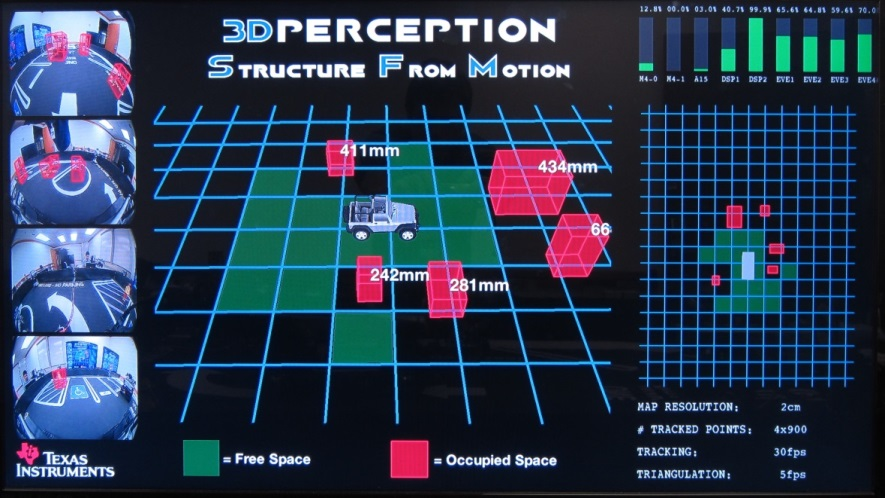 3D PERCEPTION
STRUCTURE FROM MOTION
12.8% 00.0% 03.0% 40.7% 99.9% 65.6% 64.8% 59.6% 70.0
M4-0 M4-1 A15 DSP1 DSP2 EVE1 EVE2 EVE3 EVE4
411mm
434mm
66
242mm
281mm
MAP RESOLUTION: 2cm
# TRACKED POINTS: 4x900
TRACKING: 30fps
TRIANGULATION: 5fps
TEXAS
INSTRUMENTS
= Free Space
= Occupied Space